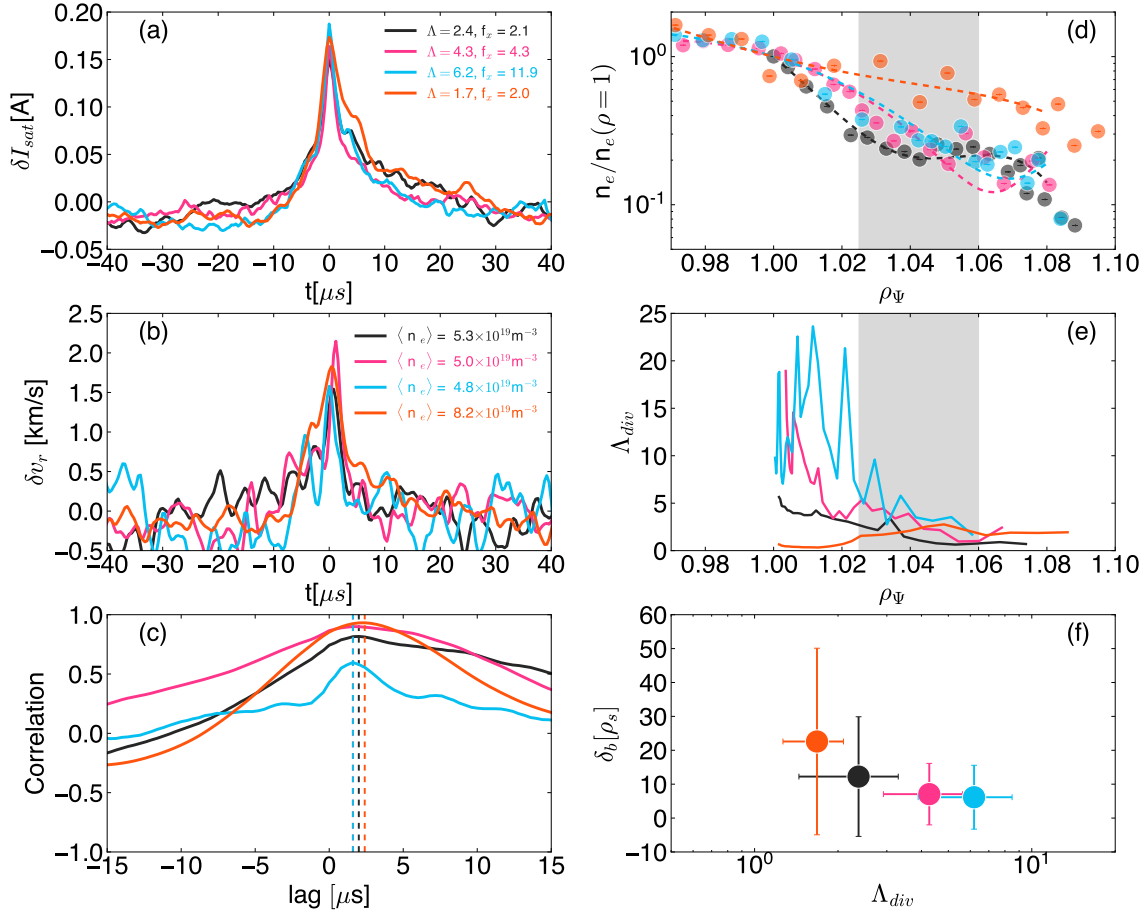 (a)
Λ = 2.4, f_x = 2.1
Λ = 4.3, f_x = 4.3
Λ = 6.2, f_x = 11.9
Λ = 1.7, f_x = 2.0
δI_sat[A]
0.20
0.15
0.10
0.05
0.00
−0.05
−40 −30 −20 −10 0 10 20 30 40
t[μs]
(b)
⟨ n_e ⟩ = 5.3×10^19 m^−3
⟨ n_e ⟩ = 5.0×10^19 m^−3
⟨ n_e ⟩ = 4.8×10^19 m^−3
⟨ n_e ⟩ = 8.2×10^19 m^−3
δv_r [km/s]
2.5
2.0
1.5
1.0
0.5
0.0
−0.5
−40 −30 −20 −10 0 10 20 30 40
t[μs]
(c)
Correlation
1.0
0.5
0.0
−0.5
−1.0
−15 −10 −5 0 5 10 15
lag [μs]
(d)
n_e/n_e(ρ = 1)
10^0
10^−1
0.98 1.00 1.02 1.04 1.06 1.08 1.10
ρ_Ψ
(e)
Λ_div
25
20
15
10
5
0
0.98 1.00 1.02 1.04 1.06 1.08 1.10
ρ_Ψ
(f)
δ_b[ρ_s]
60
50
40
30
20
10
0
−10
10^0 10^1
Λ_div